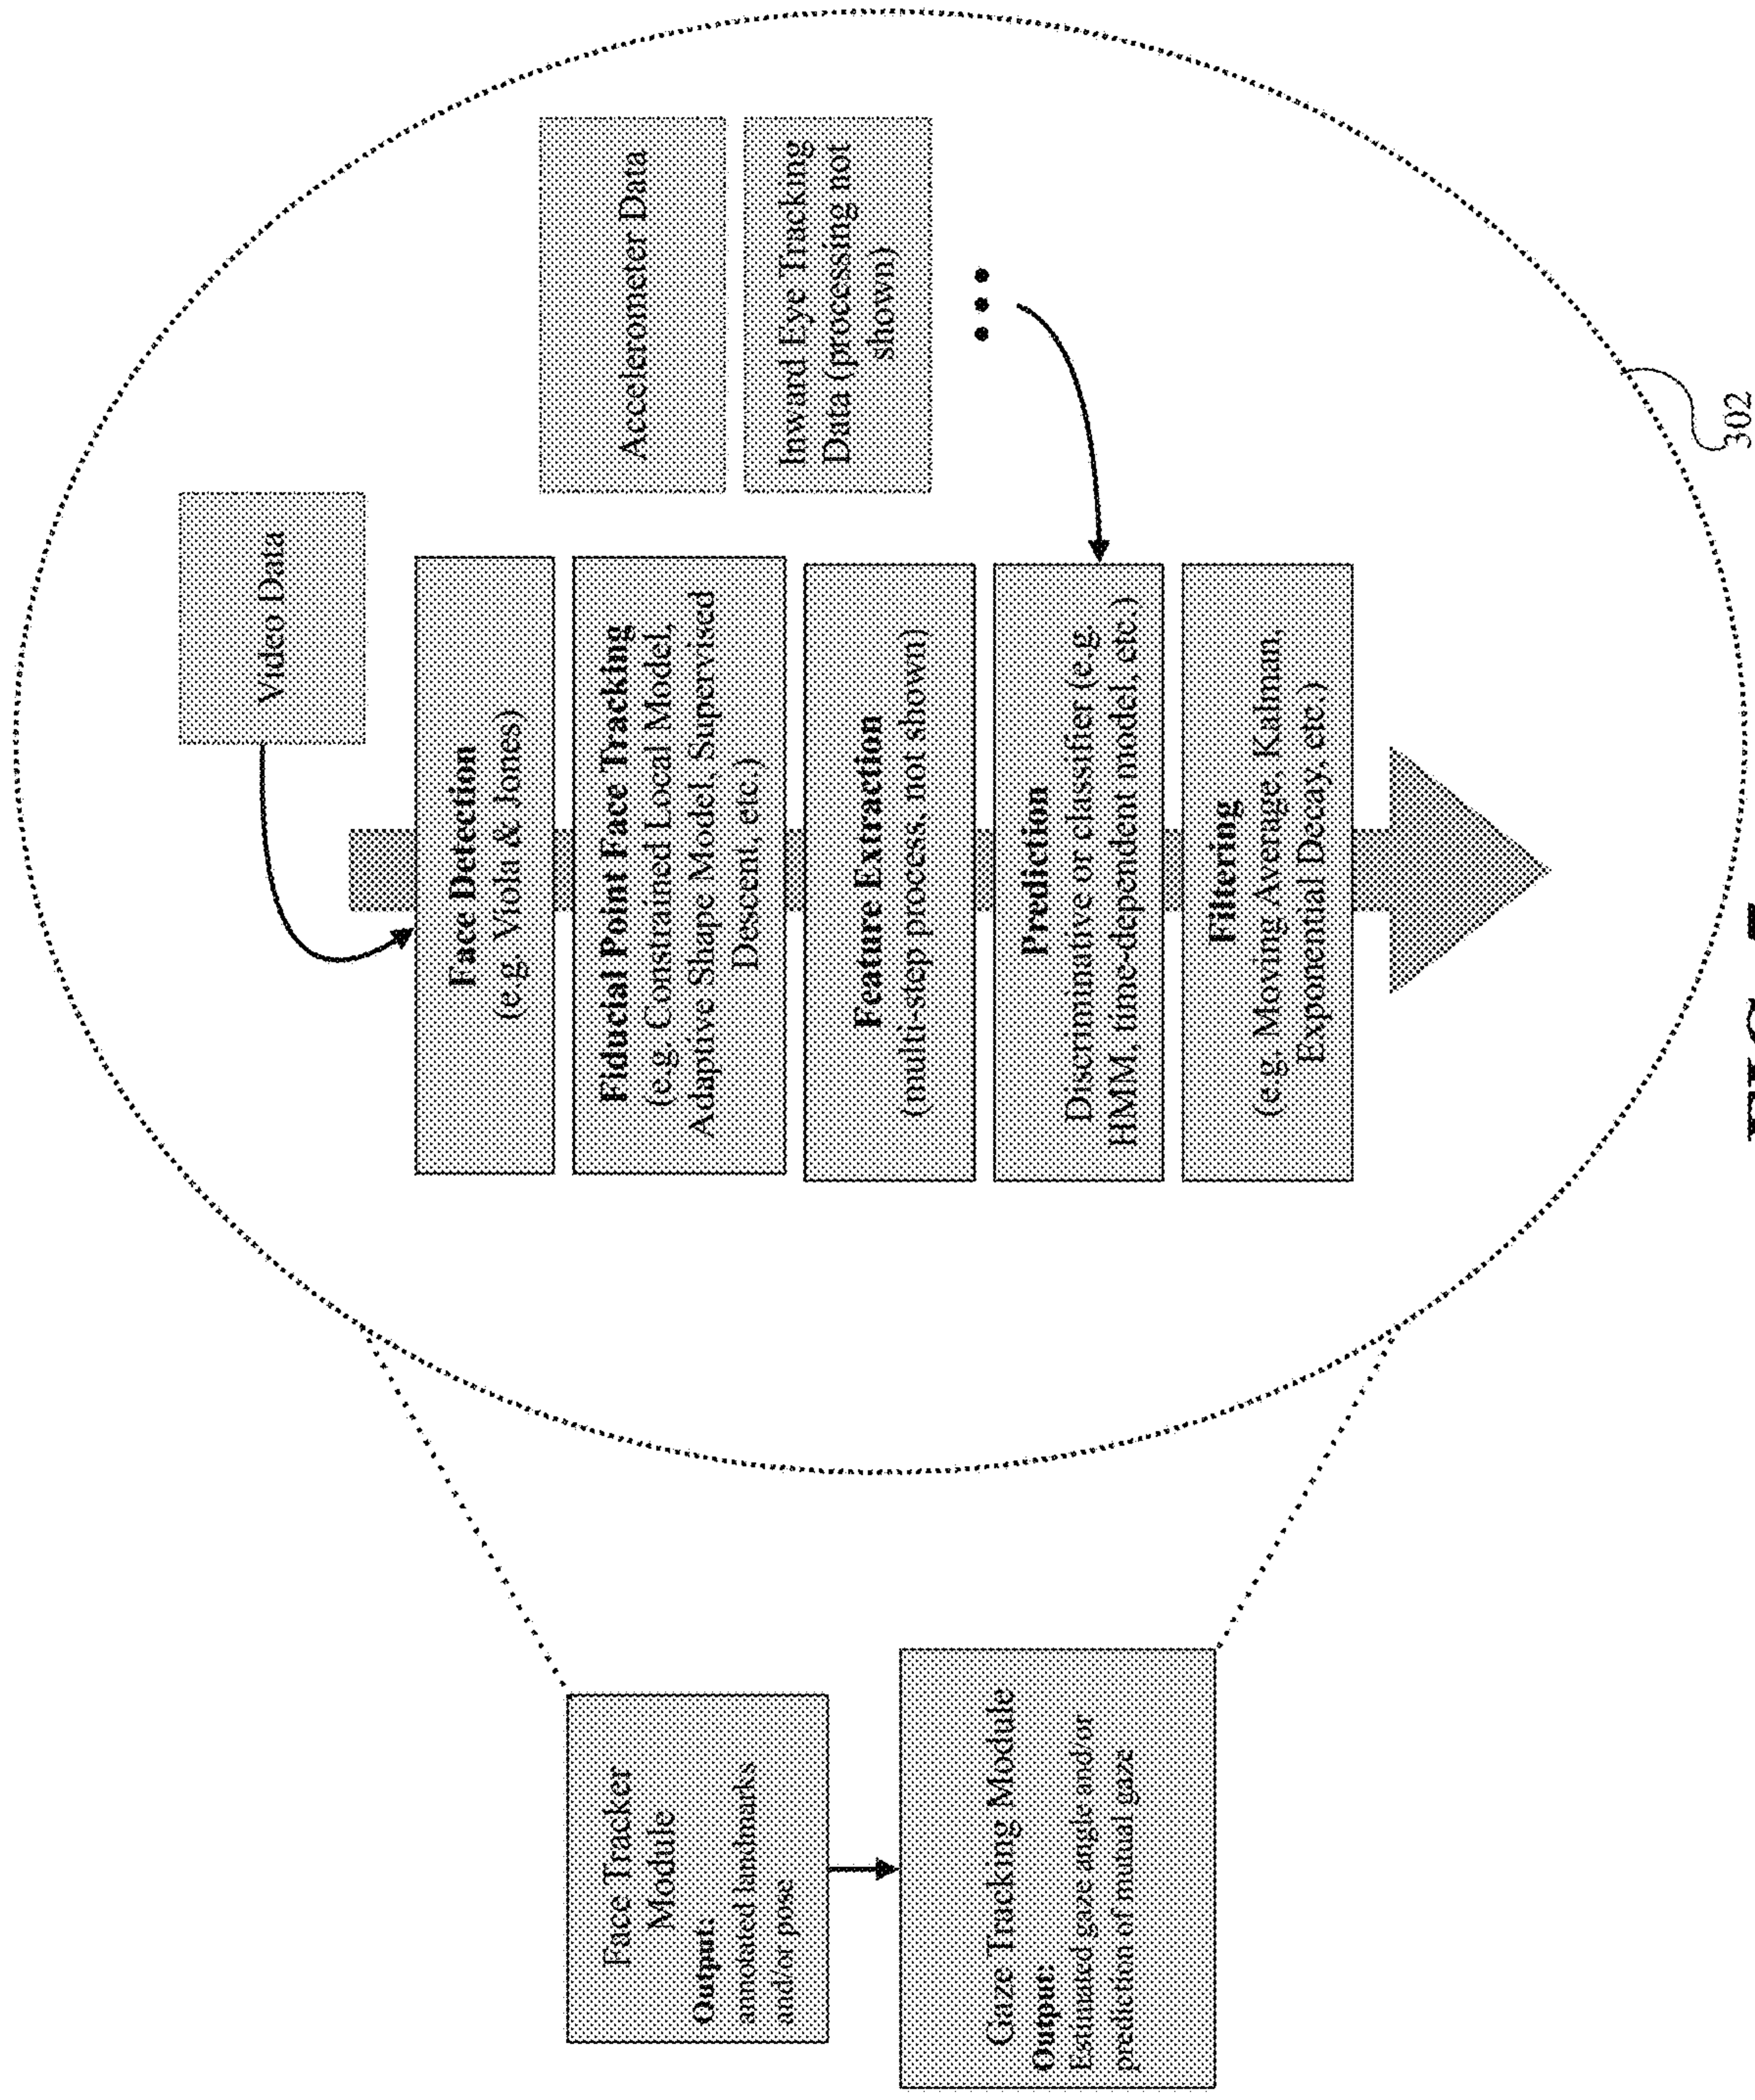 Face Tracker
Module
Output:
annotated landmarks
and/or pose
Gaze Tracking Module
Output:
Estimated gaze angle and/or
prediction of mutual gaze
Video Data
Face Detection
(e.g. Viola & Jones)
Fiducial Point Face Tracking
(e.g. Constrained Local Model,
Adaptive Shape Model, Supervised
Descent, etc.)
Feature Extraction
(multi-step process, not shown)
Prediction
Discriminative or classifier (e.g.
HMM, time-dependent model, etc.)
Filtering
(e.g. Moving Average, Kalman,
Exponential Decay, etc.)
Accelerometer Data
Inward Eye Tracking
Data (processing not
shown)
302